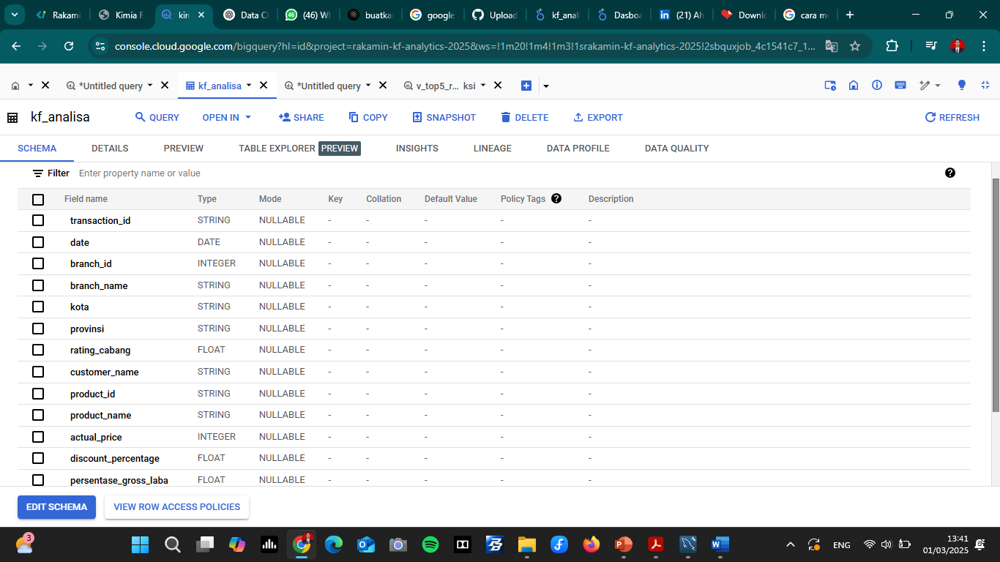 Rakami
Kimia F
kin
Data Cl
(46) Wh
buatkan
google
Upload
kf_anali
Dasboa
(21) Ah
Downlo
cara me
console.cloud.google.com/bigquery?hl=id&project=rakamin-kf-analytics-2025&ws=!1m20!1m4!1m3!1srakamin-kf-analytics-2025!2sbquxjob_4c1541c7_1...
*Untitled query
kf_analisa
*Untitled query
v_top5_r... ksi
kf_analisa
QUERY
OPEN IN
SHARE
COPY
SNAPSHOT
DELETE
EXPORT
REFRESH
SCHEMA
DETAILS
PREVIEW
TABLE EXPLORER PREVIEW
INSIGHTS
LINEAGE
DATA PROFILE
DATA QUALITY
Filter Enter property name or value
Field name Type Mode Key Collation Default Value Policy Tags Description
transaction_id STRING NULLABLE - - - - -
date DATE NULLABLE - - - - -
branch_id INTEGER NULLABLE - - - - -
branch_name STRING NULLABLE - - - - -
kota STRING NULLABLE - - - - -
provinsi STRING NULLABLE - - - - -
rating_cabang FLOAT NULLABLE - - - - -
customer_name STRING NULLABLE - - - - -
product_id STRING NULLABLE - - - - -
product_name STRING NULLABLE - - - - -
actual_price INTEGER NULLABLE - - - - -
discount_percentage FLOAT NULLABLE - - - - -
persentase_gross_laba FLOAT NULLABLE - - - - -
EDIT SCHEMA
VIEW ROW ACCESS POLICIES
3
ENG
13:41
01/03/2025